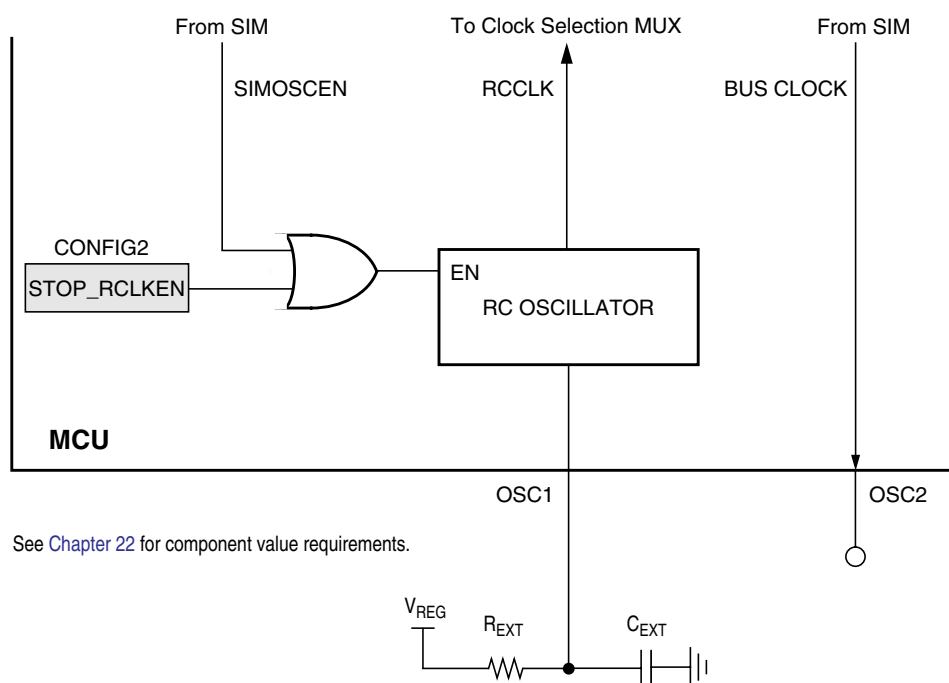 From SIM
To Clock Selection MUX
From SIM
SIMOSCEN
RCCLK
BUS CLOCK
CONFIG2
STOP_RCLKEN
EN
RC OSCILLATOR
MCU
OSC1
OSC2
See Chapter 22 for component value requirements.
VREG
REXT
CEXT